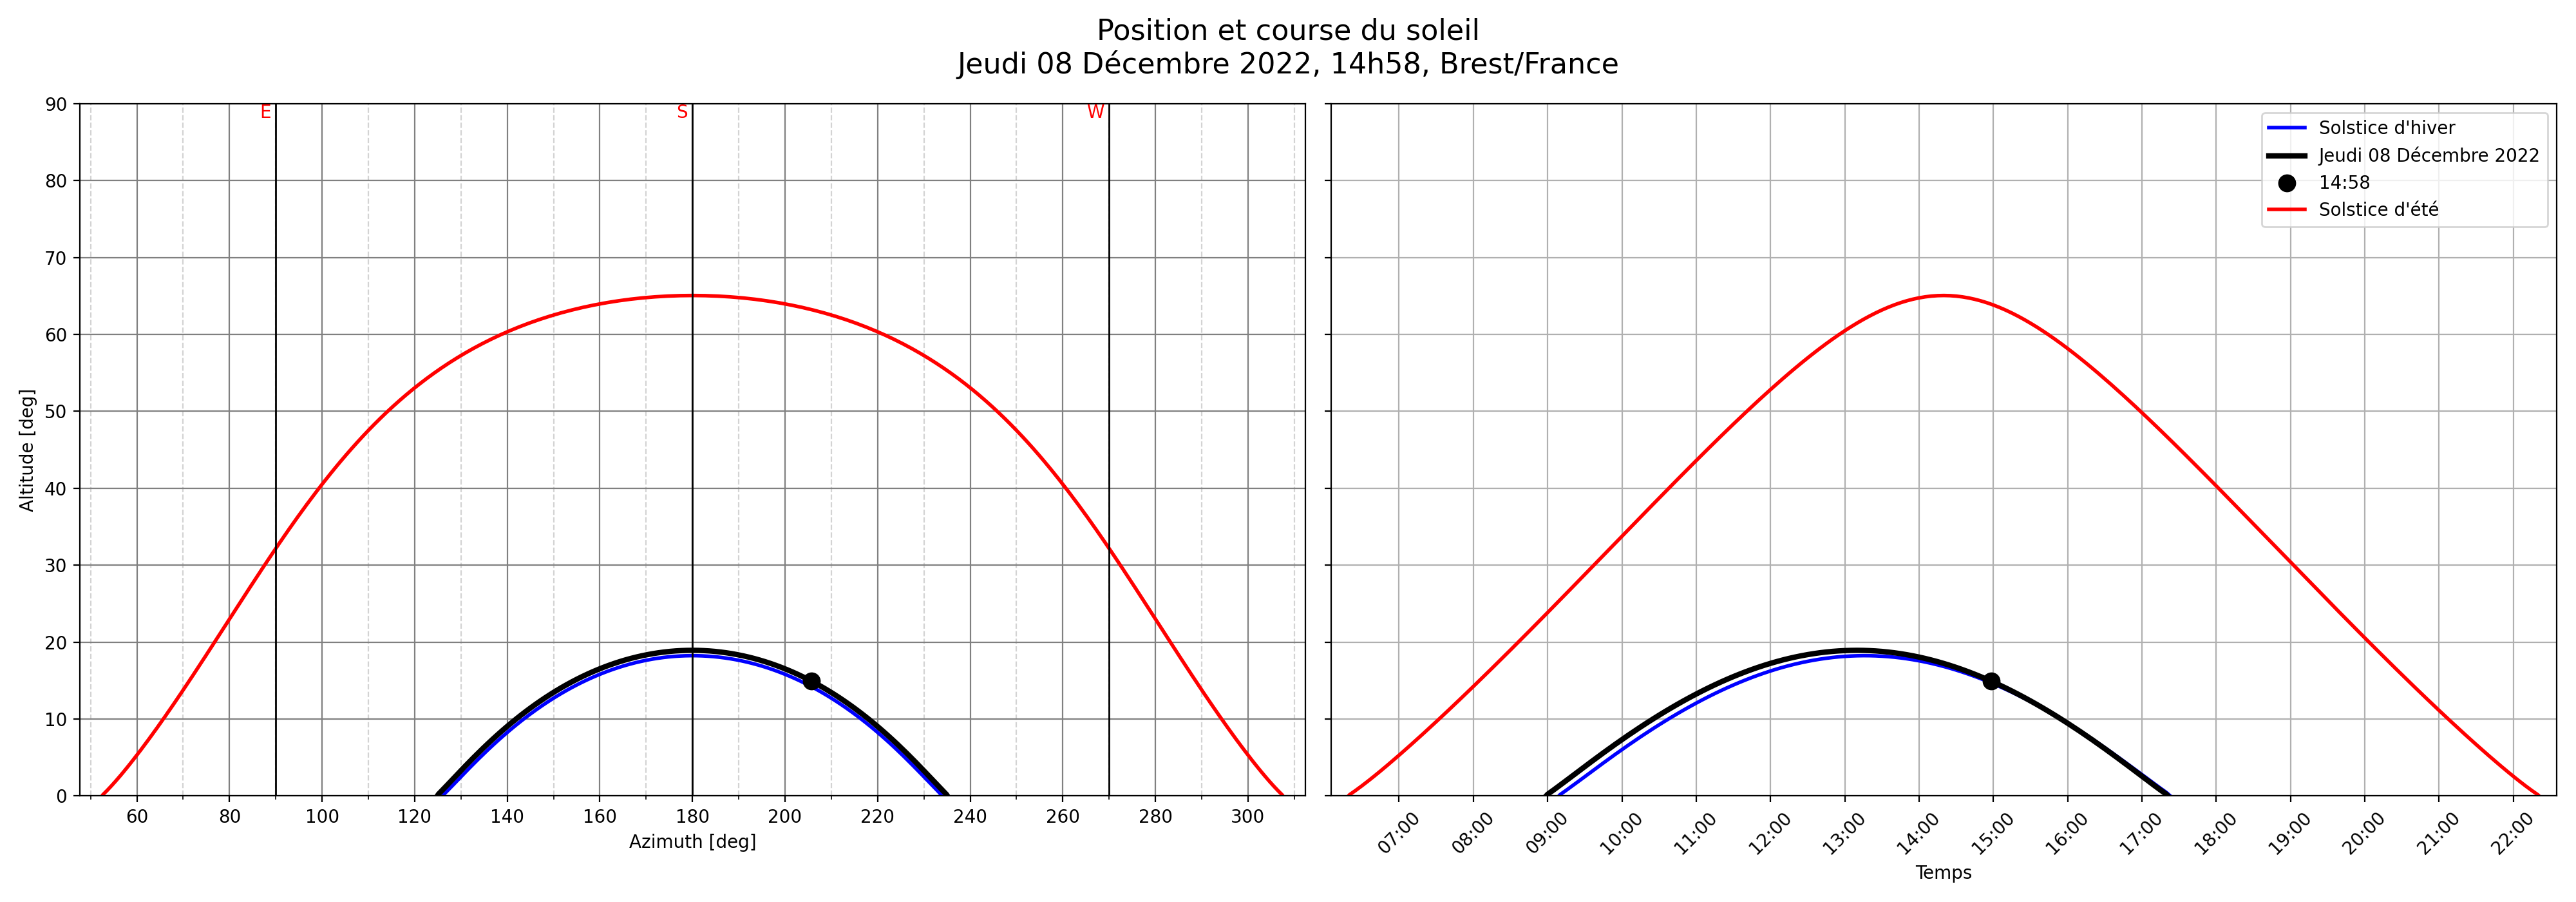 Position et course du soleil
Jeudi 08 Décembre 2022, 14h58, Brest/France
E
S
W
90
80
70
60
50
40
30
20
10
0
Altitude [deg]
60 80 100 120 140 160 180 200 220 240 260 280 300
Azimuth [deg]
Solstice d'hiver
Jeudi 08 Décembre 2022
14:58
Solstice d'été
07:00 08:00 09:00 10:00 11:00 12:00 13:00 14:00 15:00 16:00 17:00 18:00 19:00 20:00 21:00 22:00
Temps